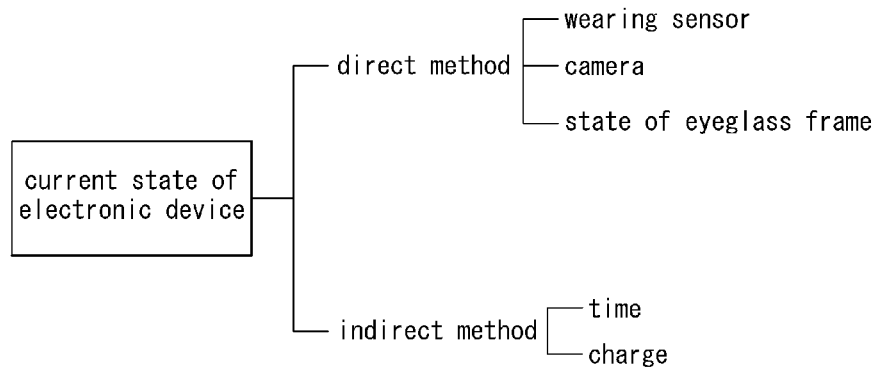 current state of
electronic device
direct method
wearing sensor
camera
state of eyeglass frame
indirect method
time
charge